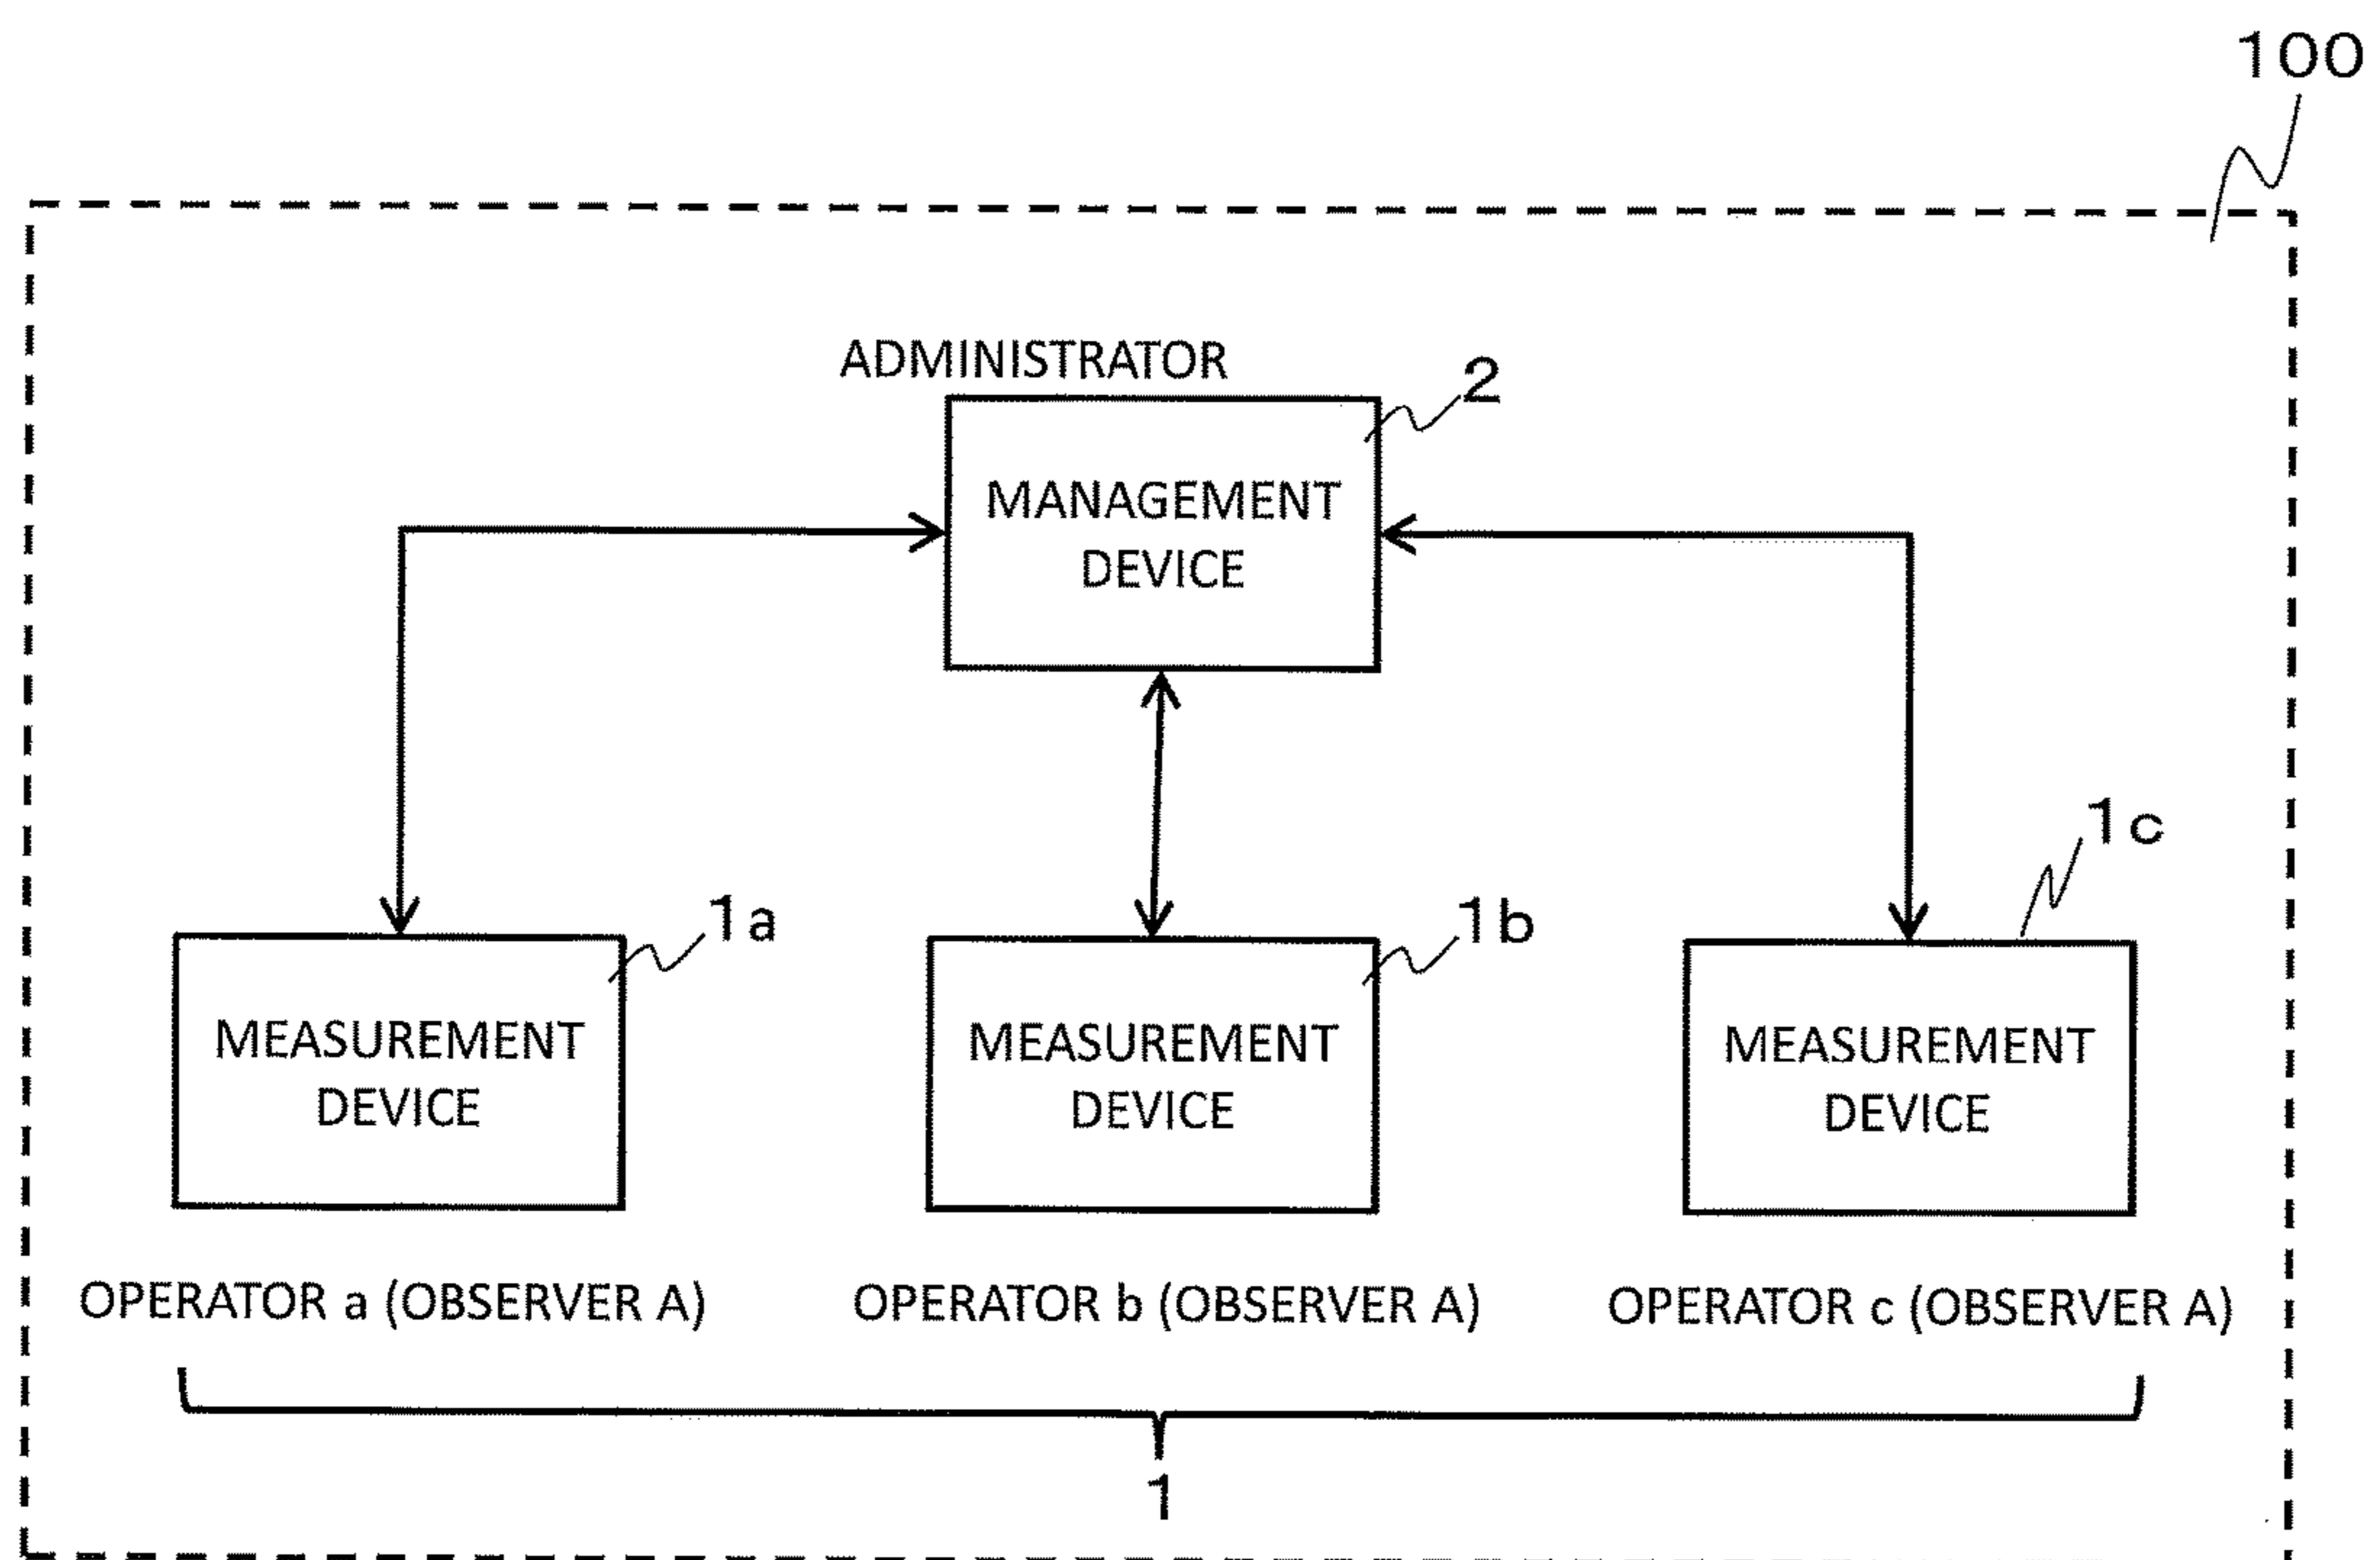 100
ADMINISTRATOR
2
MANAGEMENT
DEVICE
1a
1b
1c
MEASUREMENT
DEVICE
MEASUREMENT
DEVICE
MEASUREMENT
DEVICE
OPERATOR a (OBSERVER A)
OPERATOR b (OBSERVER A)
OPERATOR c (OBSERVER A)
1